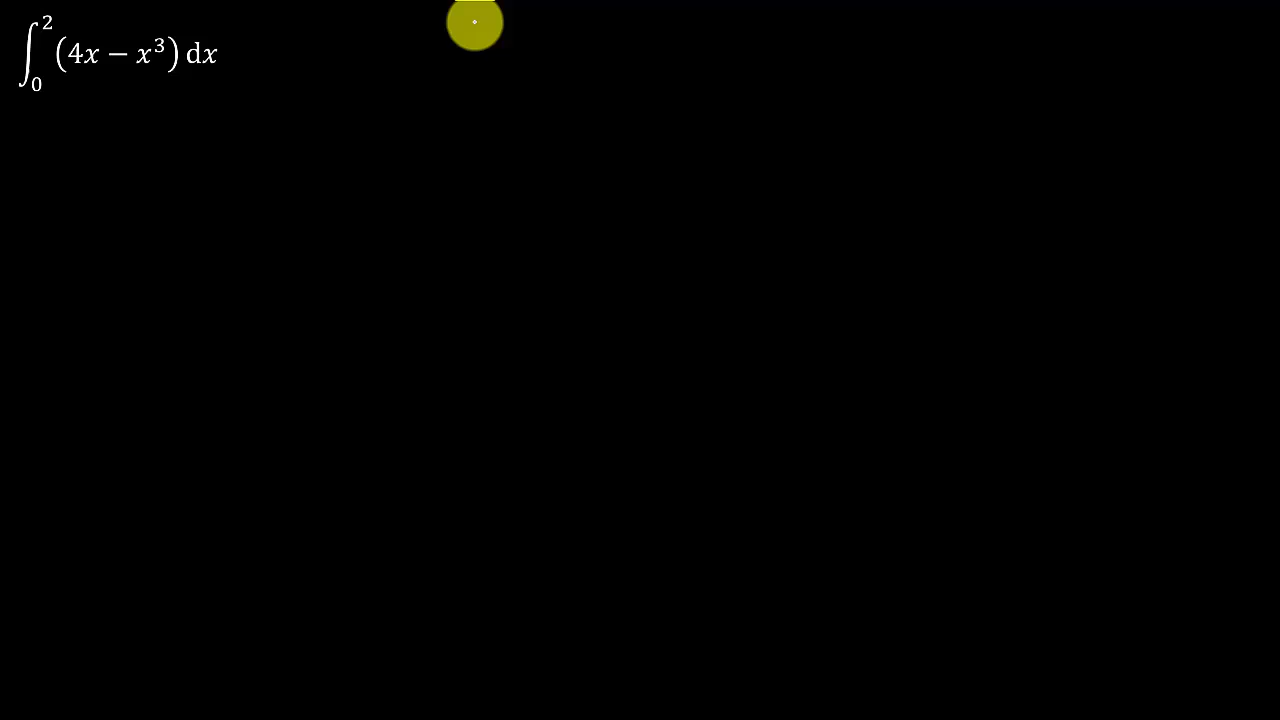 ∫₀² (4x − x³) dx